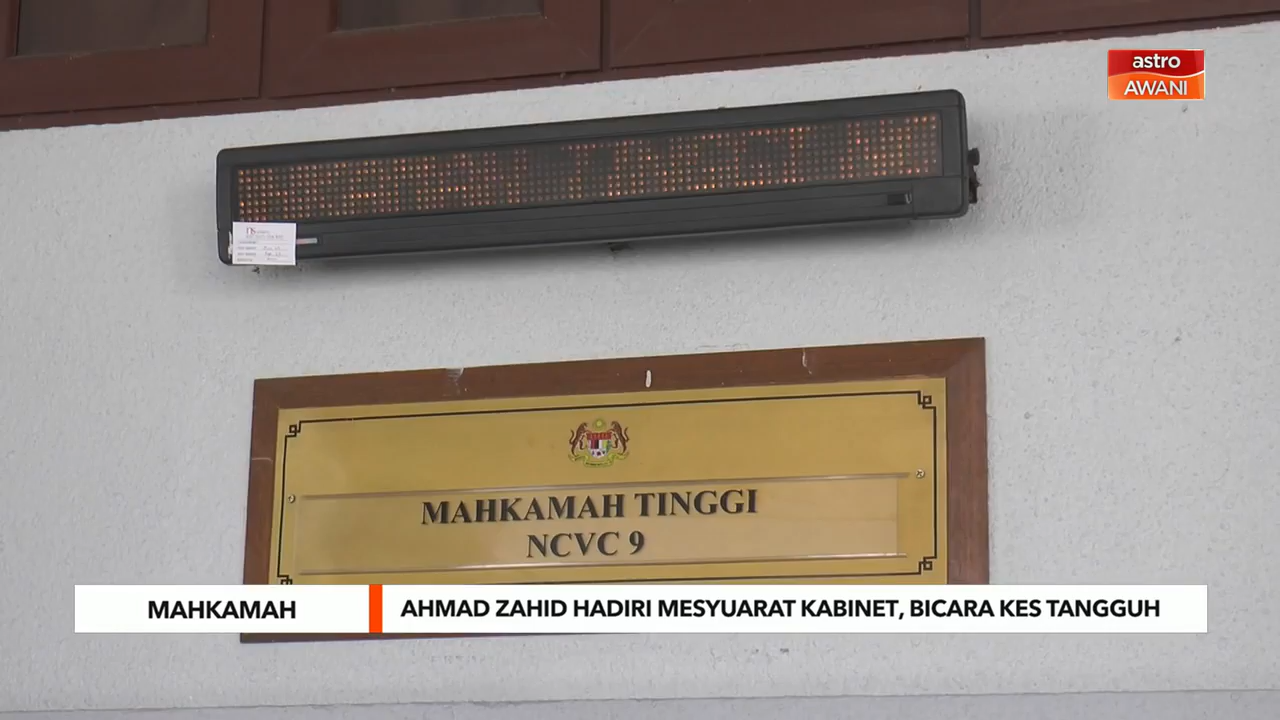 astro
AWANI
MAHKAMAH TINGGI
NCVC 9
MAHKAMAH
AHMAD ZAHID HADIRI MESYUARAT KABINET, BICARA KES TANGGUH